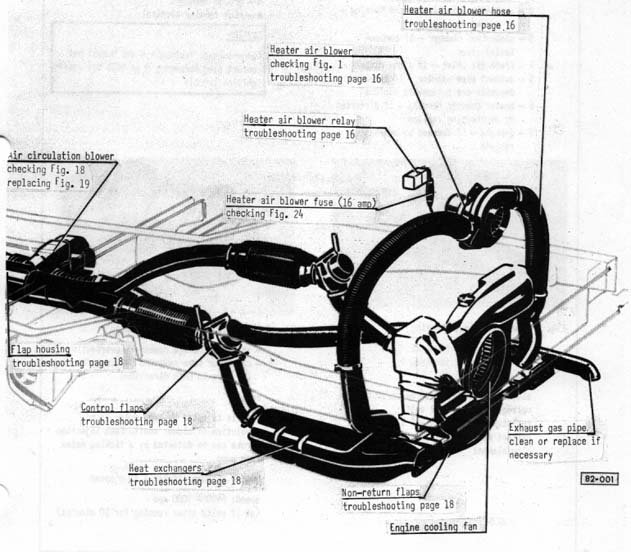 Heater air blower hose
troubleshooting page 16
Heater air blower
checking Fig. 1
troubleshooting page 16
Heater air blower relay
troubleshooting page 16
Air circulation blower
checking Fig. 18
replacing Fig. 19
Heater air blower fuse (16 amp)
checking Fig. 24
Flap housing
troubleshooting page 18
Control flaps
troubleshooting page 18
Exhaust gas pipe
clean or replace if
necessary
Heat exchangers
troubleshooting page 18
82-001
Non-return flaps
troubleshooting page 18
Engine cooling fan